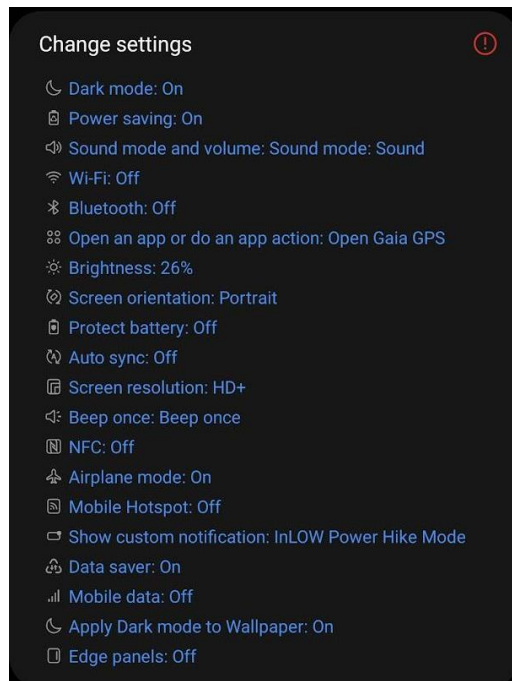 Change settings
Dark mode: On
Power saving: On
Sound mode and volume: Sound mode: Sound
Wi-Fi: Off
Bluetooth: Off
Open an app or do an app action: Open Gaia GPS
Brightness: 26%
Screen orientation: Portrait
Protect battery: Off
Auto sync: Off
Screen resolution: HD+
Beep once: Beep once
NFC: Off
Airplane mode: On
Mobile Hotspot: Off
Show custom notification: InLOW Power Hike Mode
Data saver: On
Mobile data: Off
Apply Dark mode to Wallpaper: On
Edge panels: Off